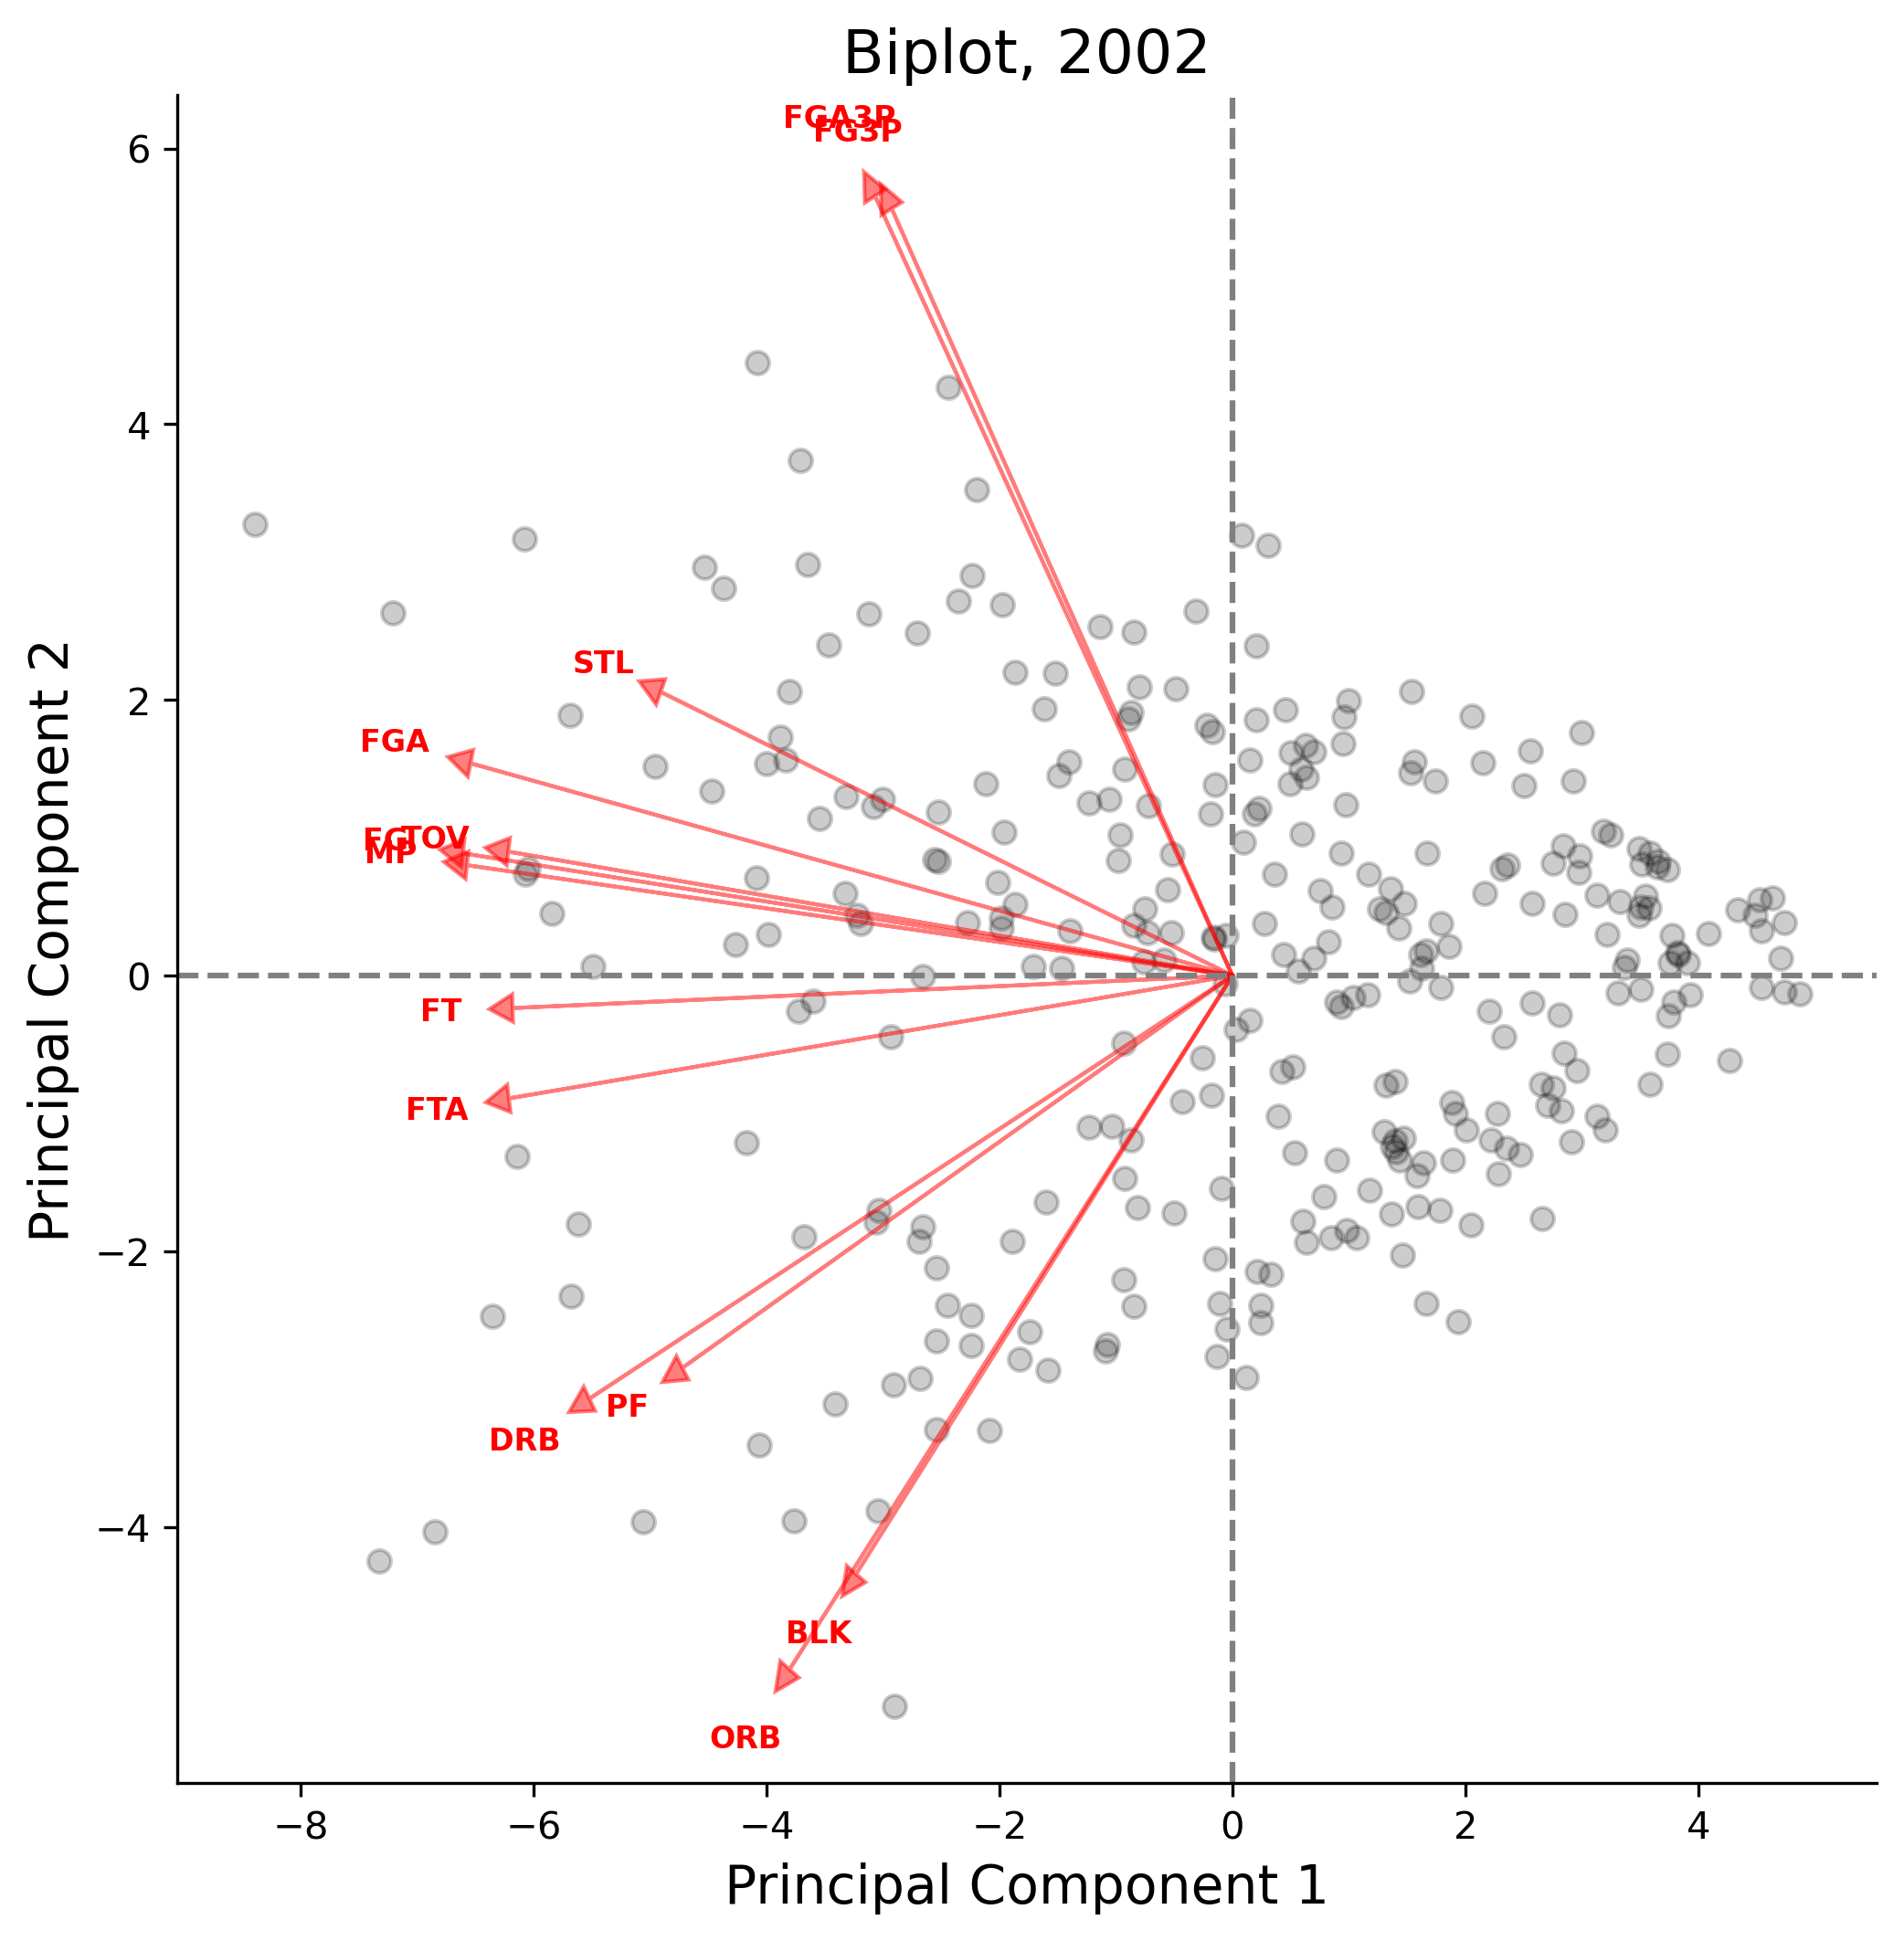 Biplot, 2002
FGA3P
FG3P
STL
FGA
FG
TOV
MP
FT
FTA
PF
DRB
BLK
ORB
6
4
2
0
−2
−4
−8
−6
−4
−2
0
2
4
Principal Component 2
Principal Component 1